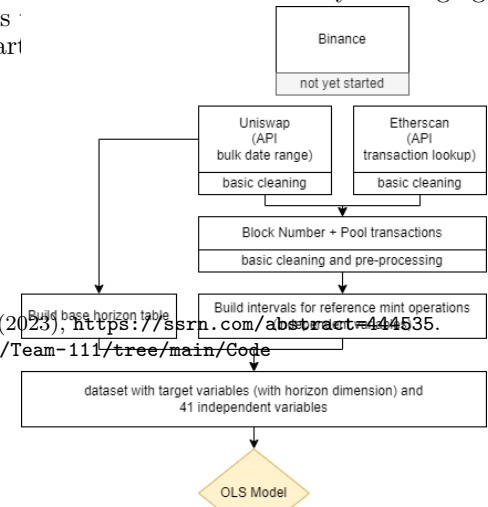 s
art
Binance
not yet started
Uniswap
(API
bulk date range)
basic cleaning
Etherscan
(API
transaction lookup)
basic cleaning
Block Number + Pool transactions
basic cleaning and pre-processing
Build base horizon table
Build intervals for reference mint operations
(2023), https://ssrn.com/abstract=444535.
/Team-111/tree/main/Code
dataset with target variables (with horizon dimension) and
41 independent variables
OLS Model